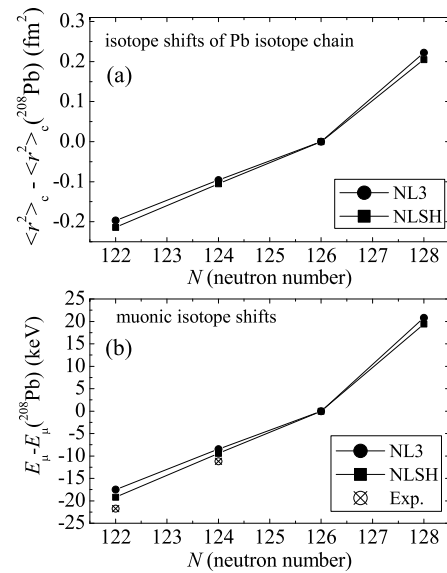 isotope shifts of Pb isotope chain
(a)
<r²>c - <r²>c(²⁰⁸Pb) (fm²)
0.3
0.2
0.1
0.0
-0.1
-0.2
NL3
NLSH
122 123 124 125 126 127 128
N (neutron number)
muonic isotope shifts
(b)
Eμ-Eμ(²⁰⁸Pb) (keV)
25
20
15
10
5
0
-5
-10
-15
-20
-25
NL3
NLSH
Exp.
122 123 124 125 126 127 128
N (neutron number)